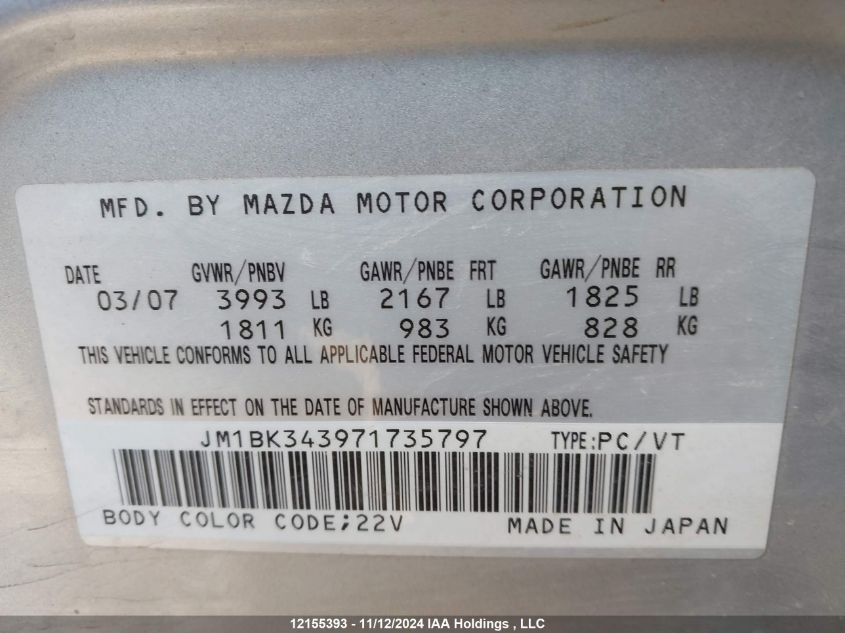 MFD. BY MAZDA MOTOR CORPORATION
DATE GVWR/PNBV GAWR/PNBE FRT GAWR/PNBE RR
03/07 3993 LB 2167 LB 1825 LB
1811 KG 983 KG 828 KG
THIS VEHICLE CONFORMS TO ALL APPLICABLE FEDERAL MOTOR VEHICLE SAFETY
STANDARDS IN EFFECT ON THE DATE OF MANUFACTURE SHOWN ABOVE.
JM1BK343971735797 TYPE:PC/VT
BODY COLOR CODE;22V MADE IN JAPAN
12155393 - 11/12/2024 IAA Holdings , LLC